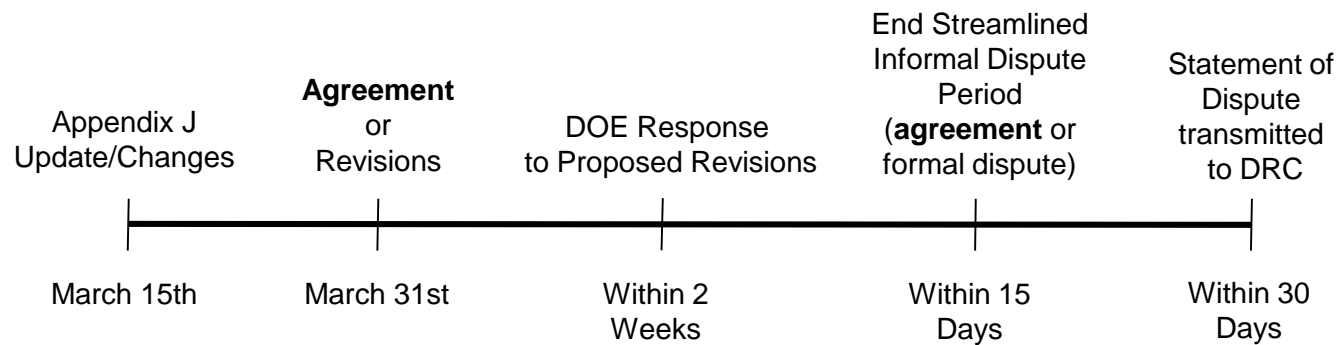 Appendix J
Update/Changes
Agreement
or
Revisions
DOE Response
to Proposed Revisions
End Streamlined
Informal Dispute
Period
(agreement or
formal dispute)
Statement of
Dispute
transmitted
to DRC
March 15th
March 31st
Within 2
Weeks
Within 15
Days
Within 30
Days